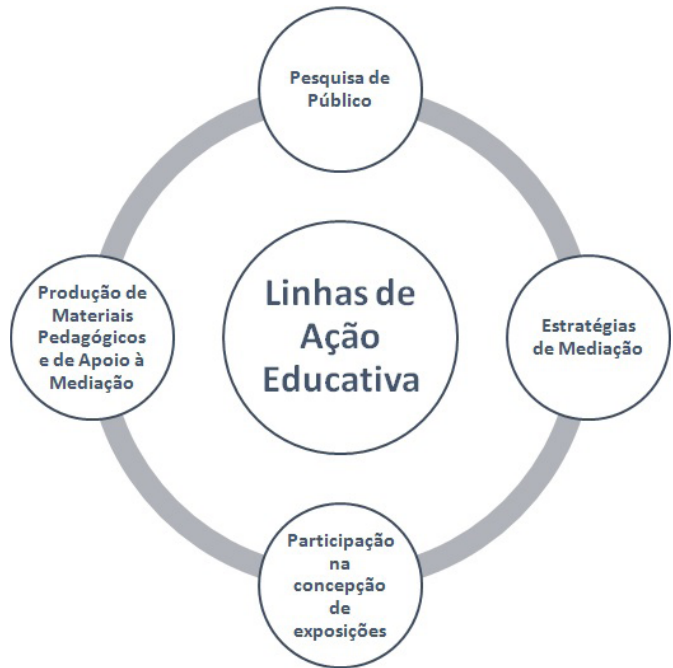 Pesquisa de
Público
Linhas de
Ação
Educativa
Estratégias
de Mediação
Participação
na
concepção
de
exposições
Produção de
Materiais
Pedagógicos
e de Apoio à
Mediação